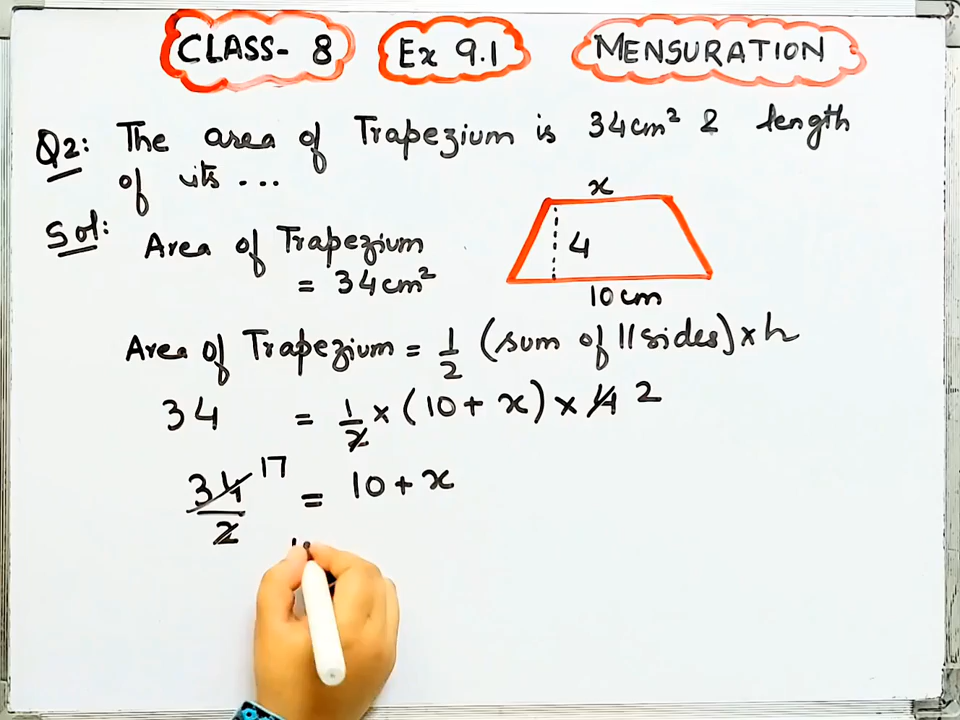 CLASS- 8 Ex 9.1 MENSURATION
Q2: The area of Trapezium is 34cm² & length
of its ...
Sol: Area of Trapezium
= 34cm²
x
4
10cm
Area of Trapezium = 1/2 (sum of || sides) × h
34 = 1/2 × (10 + x) × 4 2
34/2 17 = 10 + x